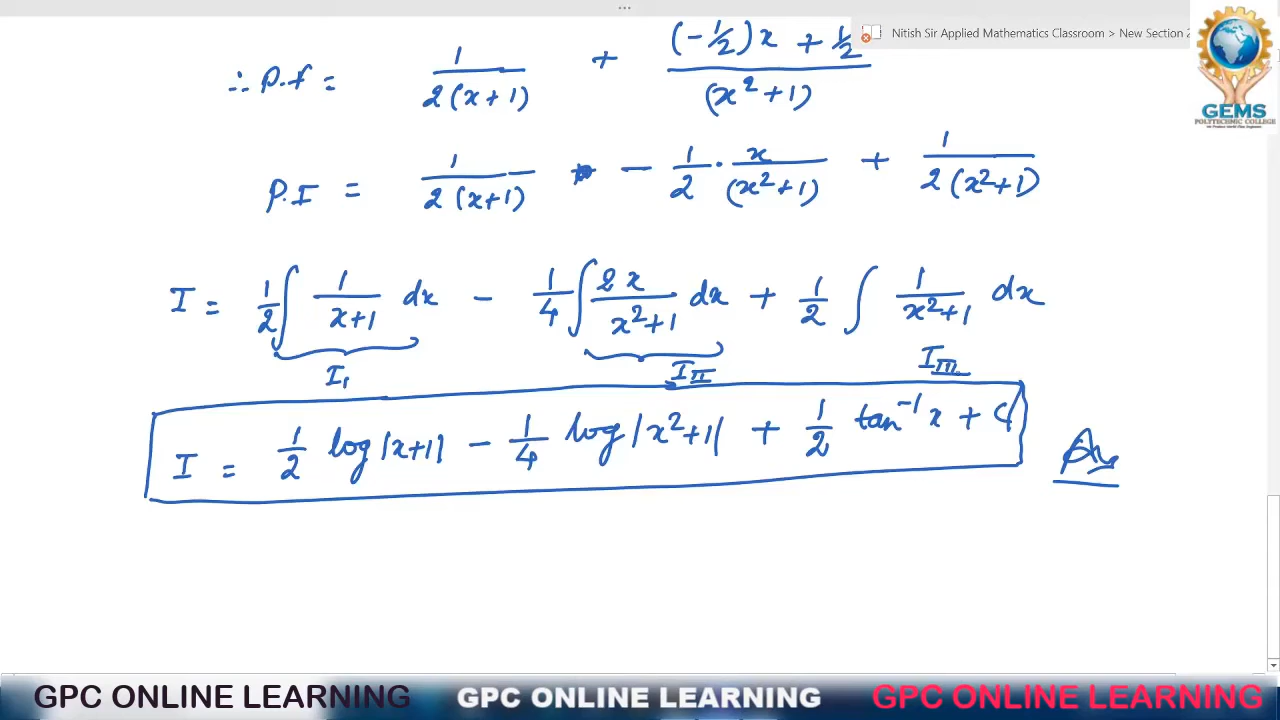 Nitish Sir Applied Mathematics Classroom > New Section 2
GEMS
POLYTECHNIC COLLEGE
∴ P.f = 1/2(x+1) + (-1/2)x + 1/2/(x²+1)
P.I = 1/2(x+1) - 1/2 · x/(x²+1) + 1/2(x²+1)
I = 1/2 ∫ 1/x+1 dx - 1/4 ∫ 2x/x²+1 dx + 1/2 ∫ 1/x²+1 dx
I₁ I_II I_III
I = 1/2 log|x+1| - 1/4 log|x²+1| + 1/2 tan⁻¹x + C
GPC ONLINE LEARNING GPC ONLINE LEARNING GPC ONLINE LEARNING